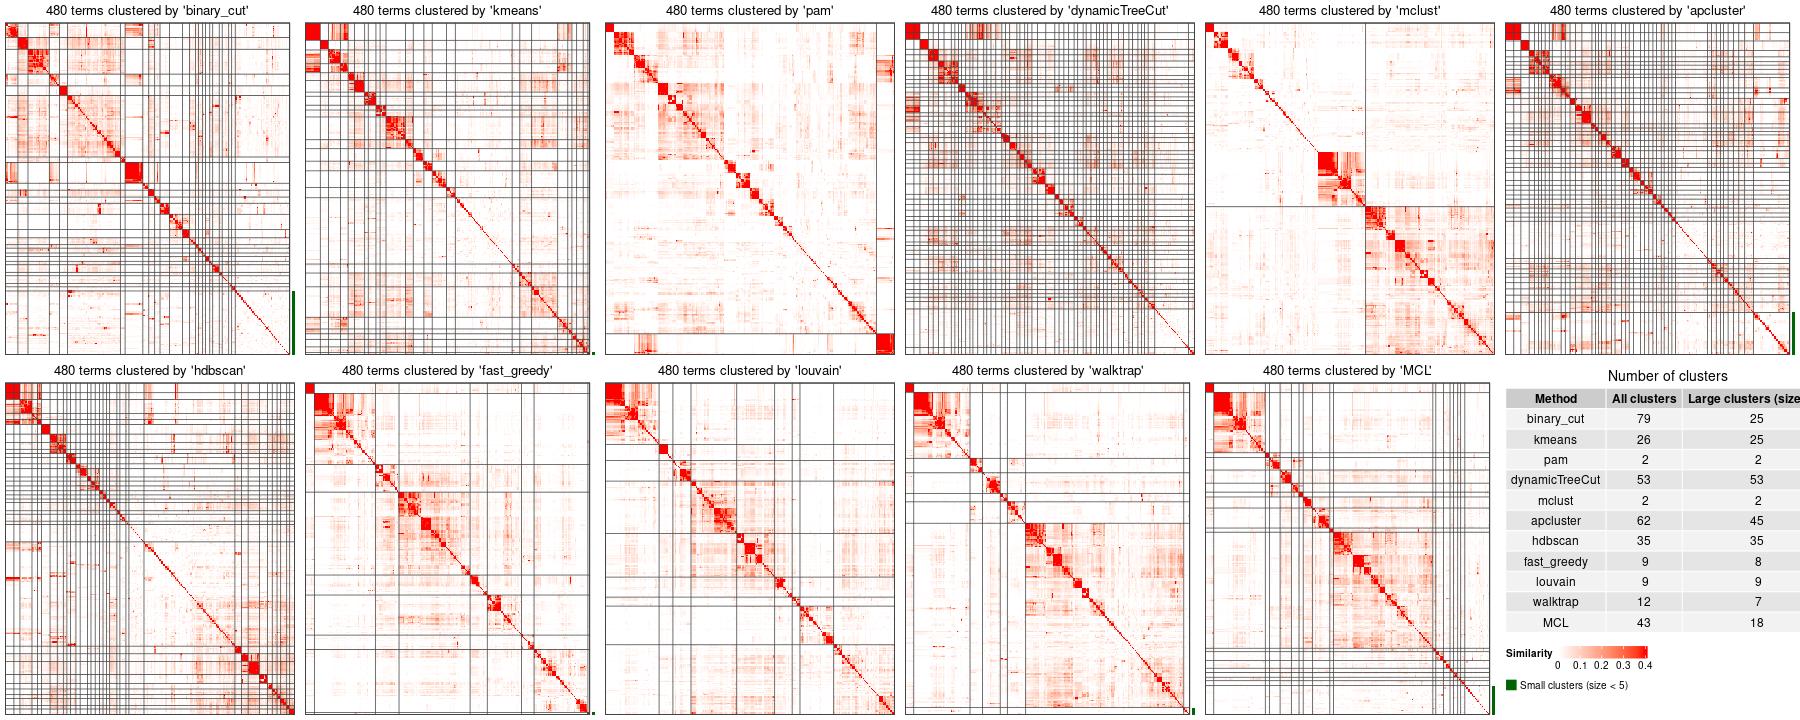 480 terms clustered by 'binary_cut'
480 terms clustered by 'kmeans'
480 terms clustered by 'pam'
480 terms clustered by 'dynamicTreeCut'
480 terms clustered by 'mclust'
480 terms clustered by 'apcluster'
480 terms clustered by 'hdbscan'
480 terms clustered by 'fast_greedy'
480 terms clustered by 'louvain'
480 terms clustered by 'walktrap'
480 terms clustered by 'MCL'
Number of clusters
Method All clusters Large clusters (size
binary_cut 79 25
kmeans 26 25
pam 2 2
dynamicTreeCut 53 53
mclust 2 2
apcluster 62 45
hdbscan 35 35
fast_greedy 9 8
louvain 9 9
walktrap 12 7
MCL 43 18
Similarity
0 0.1 0.2 0.3 0.4
Small clusters (size < 5)